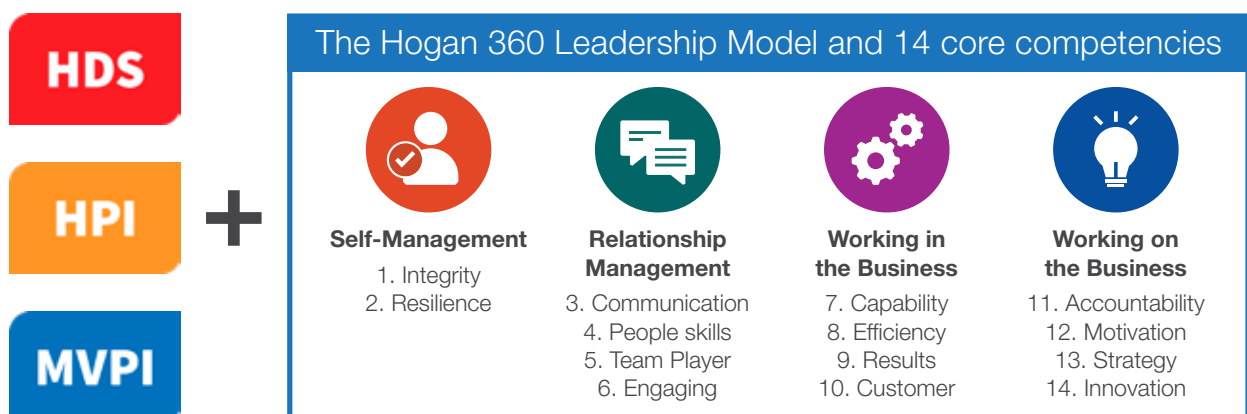 HDS
HPI
MVPI
+
The Hogan 360 Leadership Model and 14 core competencies
Self-Management
1. Integrity
2. Resilience
Relationship
Management
3. Communication
4. People skills
5. Team Player
6. Engaging
Working in
the Business
7. Capability
8. Efficiency
9. Results
10. Customer
Working on
the Business
11. Accountability
12. Motivation
13. Strategy
14. Innovation